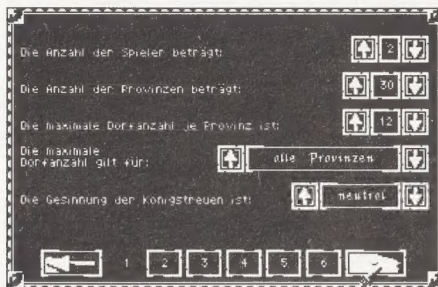 Die Anzahl der Spieler beträgt: 2
Die Anzahl der Provinzen beträgt: 30
Die maximale Dorfanzahl je Provinz ist: 12
Die maximale
Dorfanzahl gilt für: alle Provinzen
Die Gesinnung der Königstreuen ist: neutral
1 2 3 4 5 6